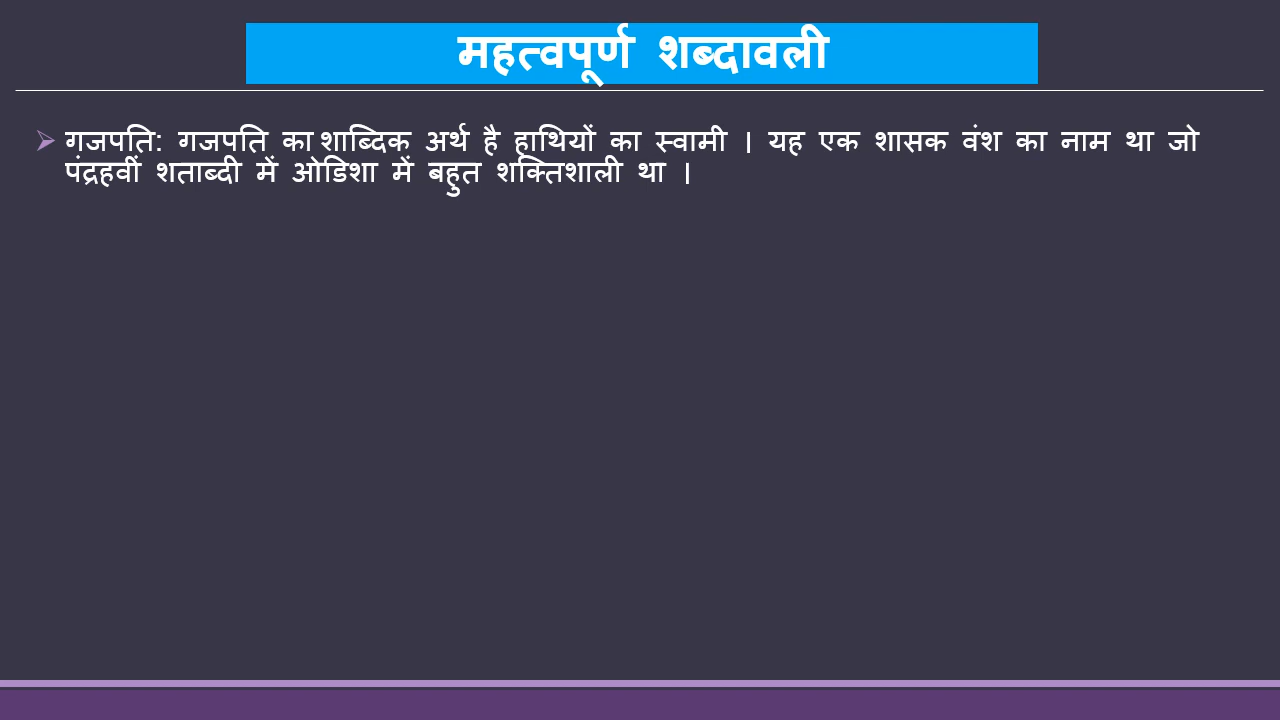 महत्वपूर्ण शब्दावली
गजपति: गजपति का शाब्दिक अर्थ है हाथियों का स्वामी । यह एक शासक वंश का नाम था जो
पंद्रहवीं शताब्दी में ओडिशा में बहुत शक्तिशाली था ।